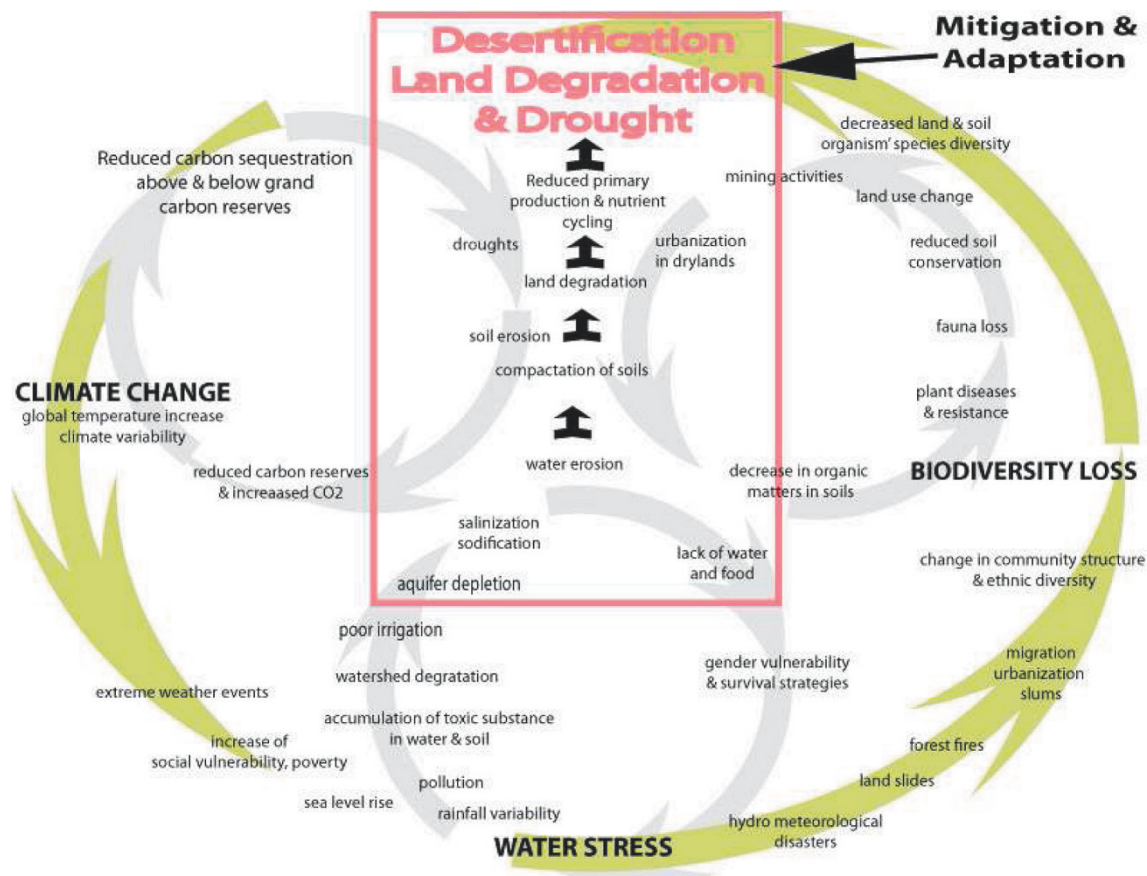 Desertification
Land Degradation
& Drought
Mitigation &
Adaptation
decreased land & soil
organism' species diversity
mining activities
land use change
reduced soil
conservation
fauna loss
plant diseases
& resistance
Reduced carbon sequestration
above & below grand
carbon reserves
Reduced primary
production & nutrient
cycling
droughts
urbanization
in drylands
land degradation
soil erosion
compactation of soils
water erosion
CLIMATE CHANGE
global temperature increase
climate variability
reduced carbon reserves
& increaased CO2
decrease in organic
matters in soils
BIODIVERSITY LOSS
salinization
sodification
lack of water
and food
aquifer depletion
change in community structure
& ethnic diversity
poor irrigation
watershed degratation
gender vulnerability
& survival strategies
migration
urbanization
slums
extreme weather events
accumulation of toxic substance
in water & soil
increase of
social vulnerability, poverty
forest fires
land slides
pollution
sea level rise
rainfall variability
hydro meteorological
disasters
WATER STRESS